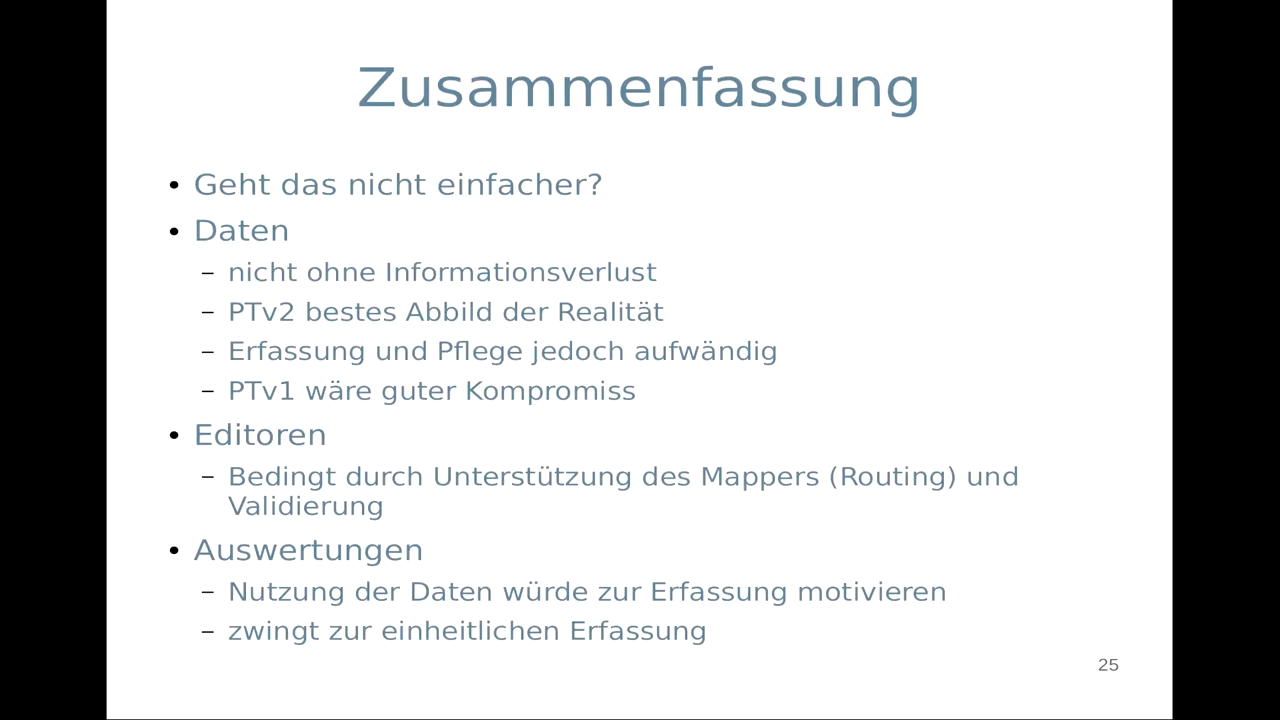 Zusammenfassung
• Geht das nicht einfacher?
• Daten
– nicht ohne Informationsverlust
– PTv2 bestes Abbild der Realität
– Erfassung und Pflege jedoch aufwändig
– PTv1 wäre guter Kompromiss
• Editoren
– Bedingt durch Unterstützung des Mappers (Routing) und
Validierung
• Auswertungen
– Nutzung der Daten würde zur Erfassung motivieren
– zwingt zur einheitlichen Erfassung
25